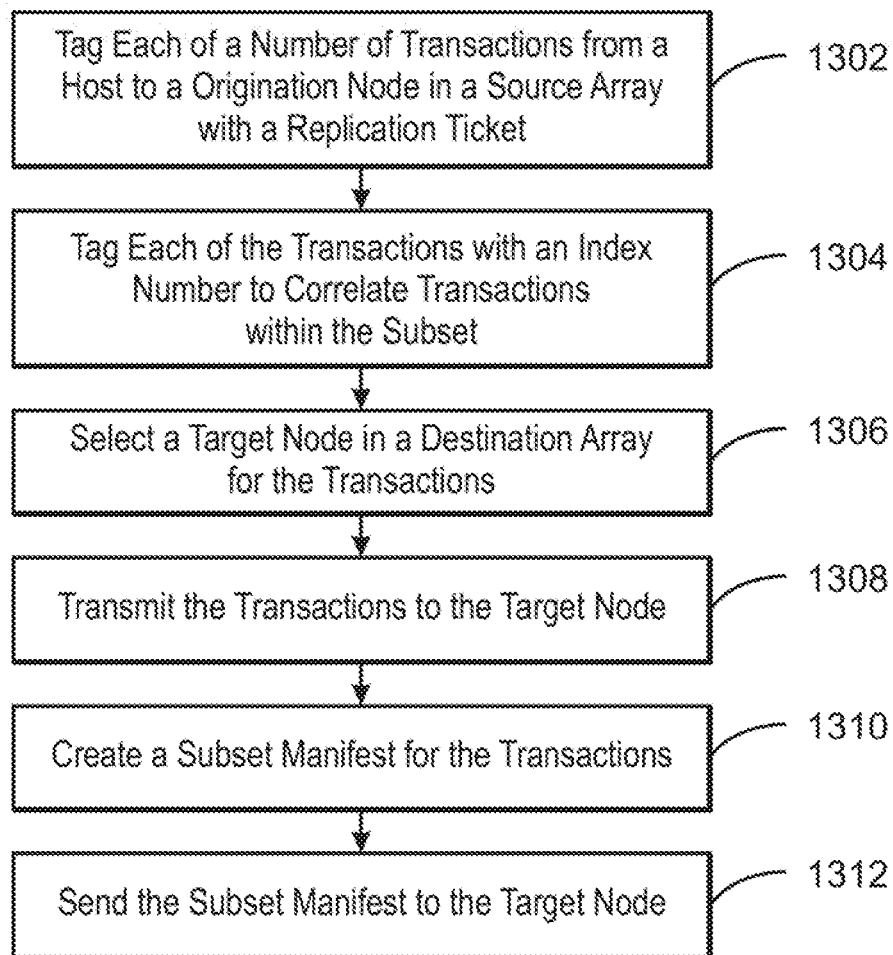 Tag Each of a Number of Transactions from a
Host to a Origination Node in a Source Array
with a Replication Ticket
1302
Tag Each of the Transactions with an Index
Number to Correlate Transactions
within the Subset
1304
Select a Target Node in a Destination Array
for the Transactions
1306
Transmit the Transactions to the Target Node
1308
Create a Subset Manifest for the Transactions
1310
Send the Subset Manifest to the Target Node
1312